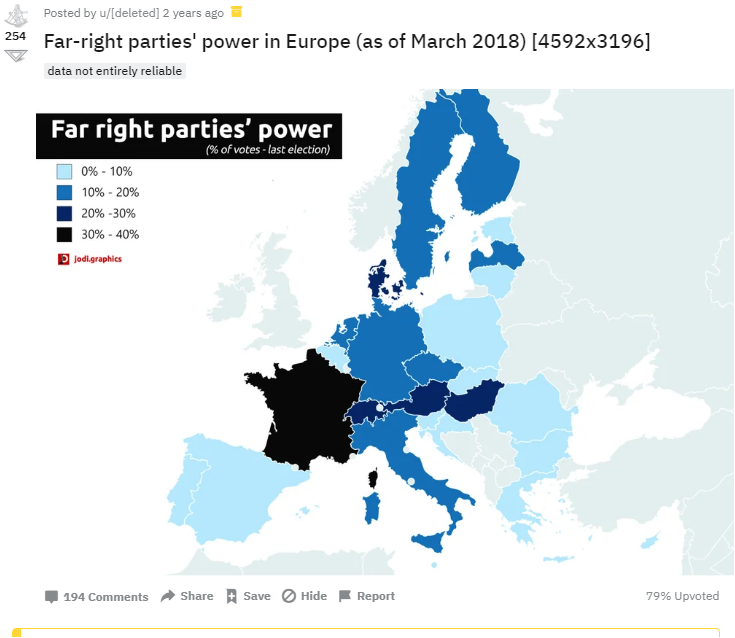 Posted by u/[deleted] 2 years ago
254
Far-right parties' power in Europe (as of March 2018) [4592x3196]
data not entirely reliable
Far right parties’ power
(% of votes - last election)
0% - 10%
10% - 20%
20% -30%
30% - 40%
jodi.graphics
194 Comments Share Save Hide Report 79% Upvoted